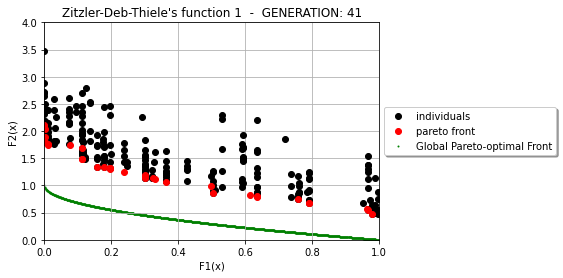 Zitzler-Deb-Thiele's function 1 - GENERATION: 41
4.0
3.5
3.0
2.5
2.0
1.5
1.0
0.5
0.0
F2(x)
0.0 0.2 0.4 0.6 0.8 1.0
F1(x)
individuals
pareto front
Global Pareto-optimal Front